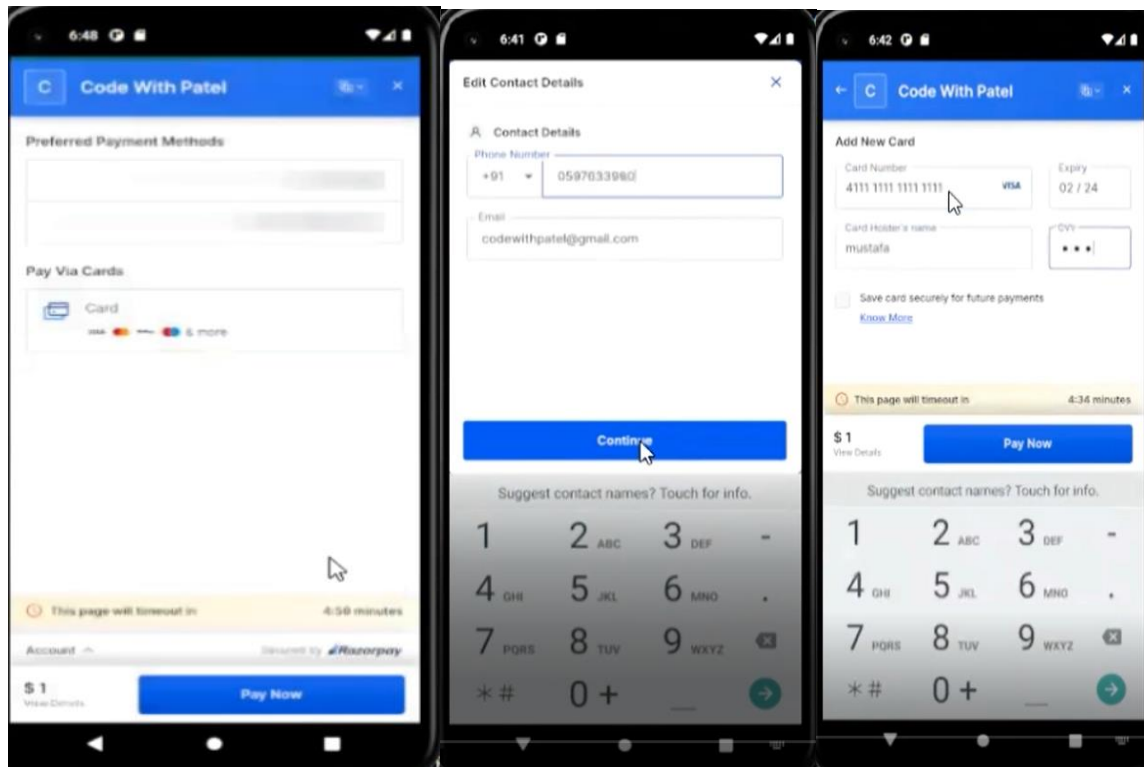 6:48
C Code With Patel
Preferred Payment Methods
Pay Via Cards
Card
VISA & more
This page will timeout in 4:50 minutes
Account Secured by Razorpay
$ 1
View Details
Pay Now
6:41
Edit Contact Details
Contact Details
Phone Number
+91 0597633980
Email
codewithpatel@gmail.com
Continue
Suggest contact names? Touch for info.
1 2 ABC 3 DEF -
4 GHI 5 JKL 6 MNO .
7 PQRS 8 TUV 9 WXYZ
*# 0 +
6:42
C Code With Patel
Add New Card
Card Number
4111 1111 1111 1111 VISA
Expiry
02 / 24
Card Holder's name
mustafa
CVV
Save card securely for future payments
Know More
This page will timeout in 4:34 minutes
$ 1
View Details
Pay Now
Suggest contact names? Touch for info.
1 2 ABC 3 DEF -
4 GHI 5 JKL 6 MNO .
7 PQRS 8 TUV 9 WXYZ
*# 0 +